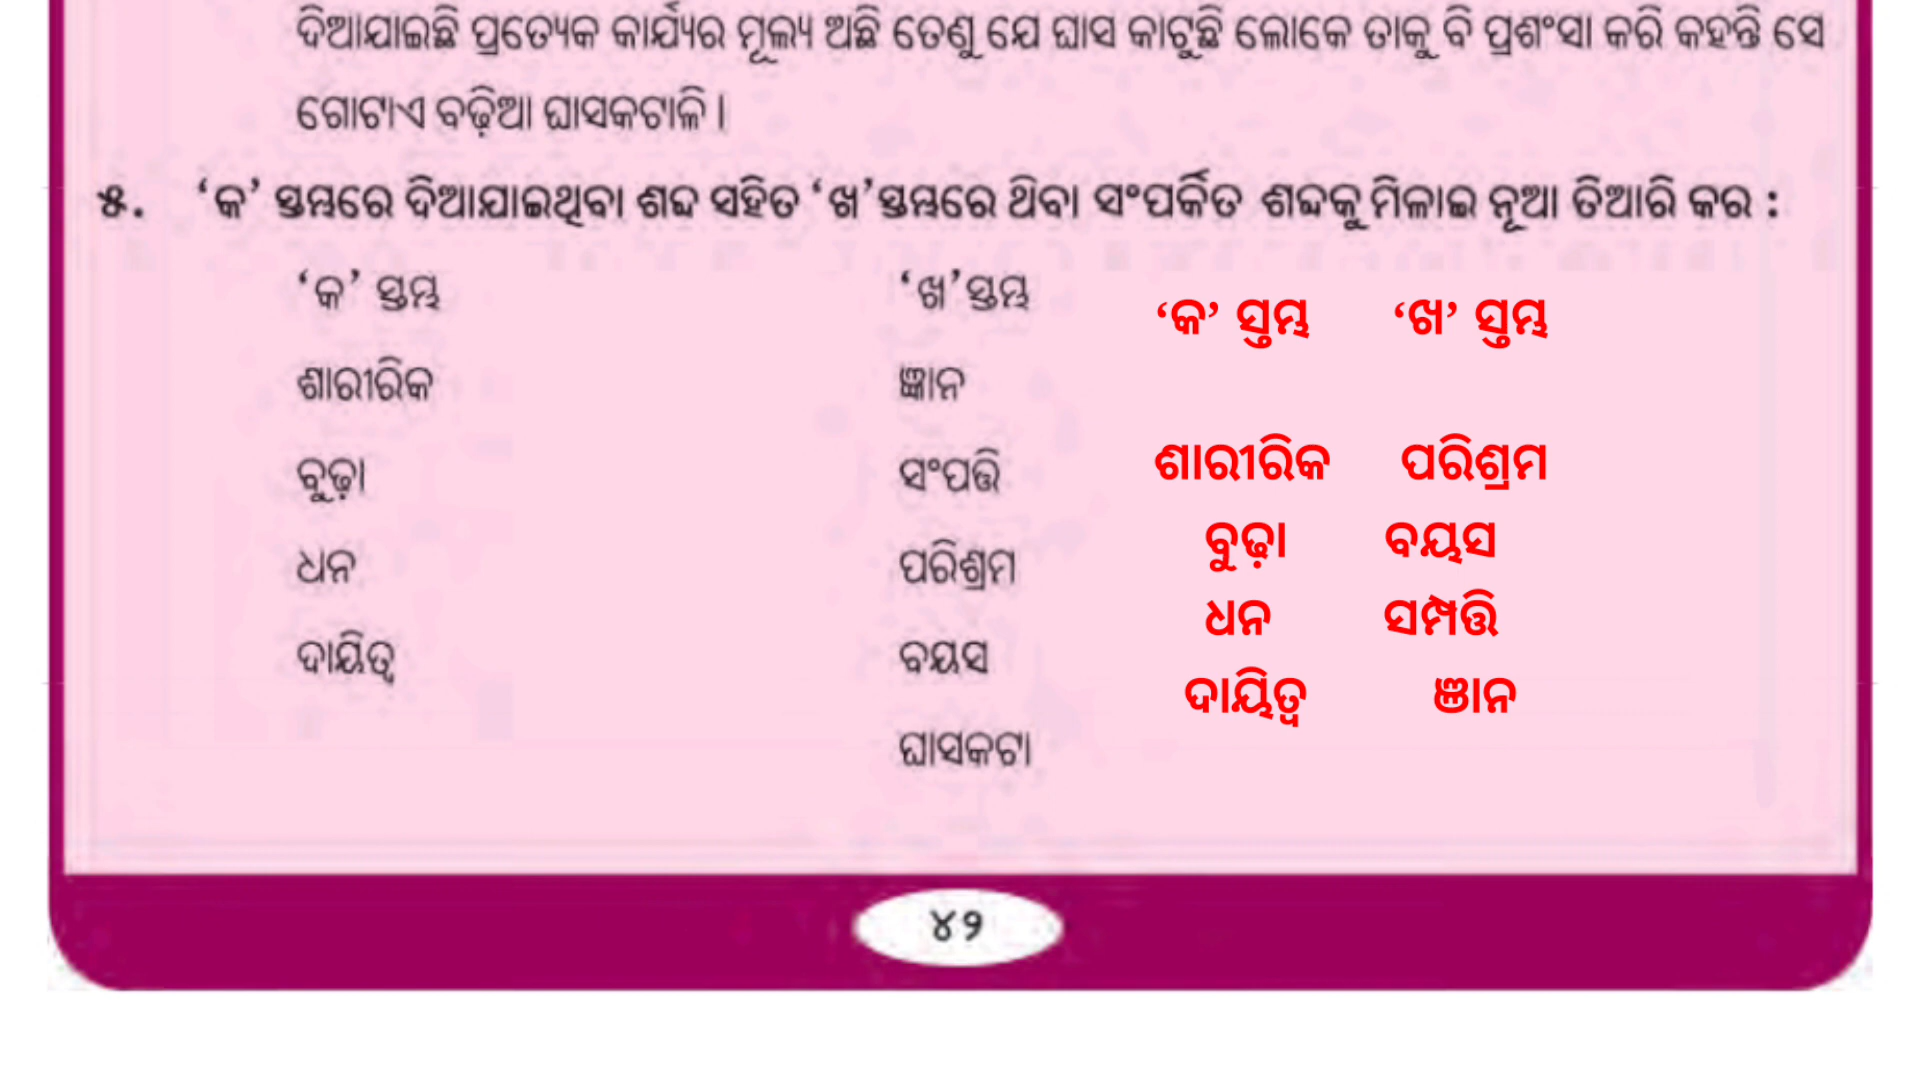 ଦିଆଯାଇଛି ପ୍ରତ୍ୟେକ କାର୍ଯ୍ୟର ମୂଲ୍ୟ ଅଛି ତେଣୁ ଯେ ଘାସ କାଟୁଛି ଲୋକେ ତାକୁ ବି ପ୍ରଶଂସା କରି କହନ୍ତି ସେ
ଗୋଟାଏ ବଢ଼ିଆ ଘାସକଟାଳି ।
୫. ‘କ’ ସ୍ତମ୍ଭରେ ଦିଆଯାଇଥିବା ଶବ୍ଦ ସହିତ ‘ଖ’ସ୍ତମ୍ଭରେ ଥିବା ସଂପର୍କିତ ଶବ୍ଦକୁ ମିଳାଇ ନୂଆ ତିଆରି କର :
‘କ’ ସ୍ତମ୍ଭ ‘ଖ’ସ୍ତମ୍ଭ
ଶାରୀରିକ ଜ୍ଞାନ
ବୁଢ଼ା ସଂପତ୍ତି
ଧନ ପରିଶ୍ରମ
ଦାୟିତ୍ୱ ବୟସ
ଘାସକଟା
‘କ’ ସ୍ତମ୍ଭ ‘ଖ’ ସ୍ତମ୍ଭ
ଶାରୀରିକ ପରିଶ୍ରମ
ବୁଢ଼ା ବୟସ
ଧନ ସମ୍ପତ୍ତି
ଦାୟିତ୍ୱ ଜ୍ଞାନ
୪୨